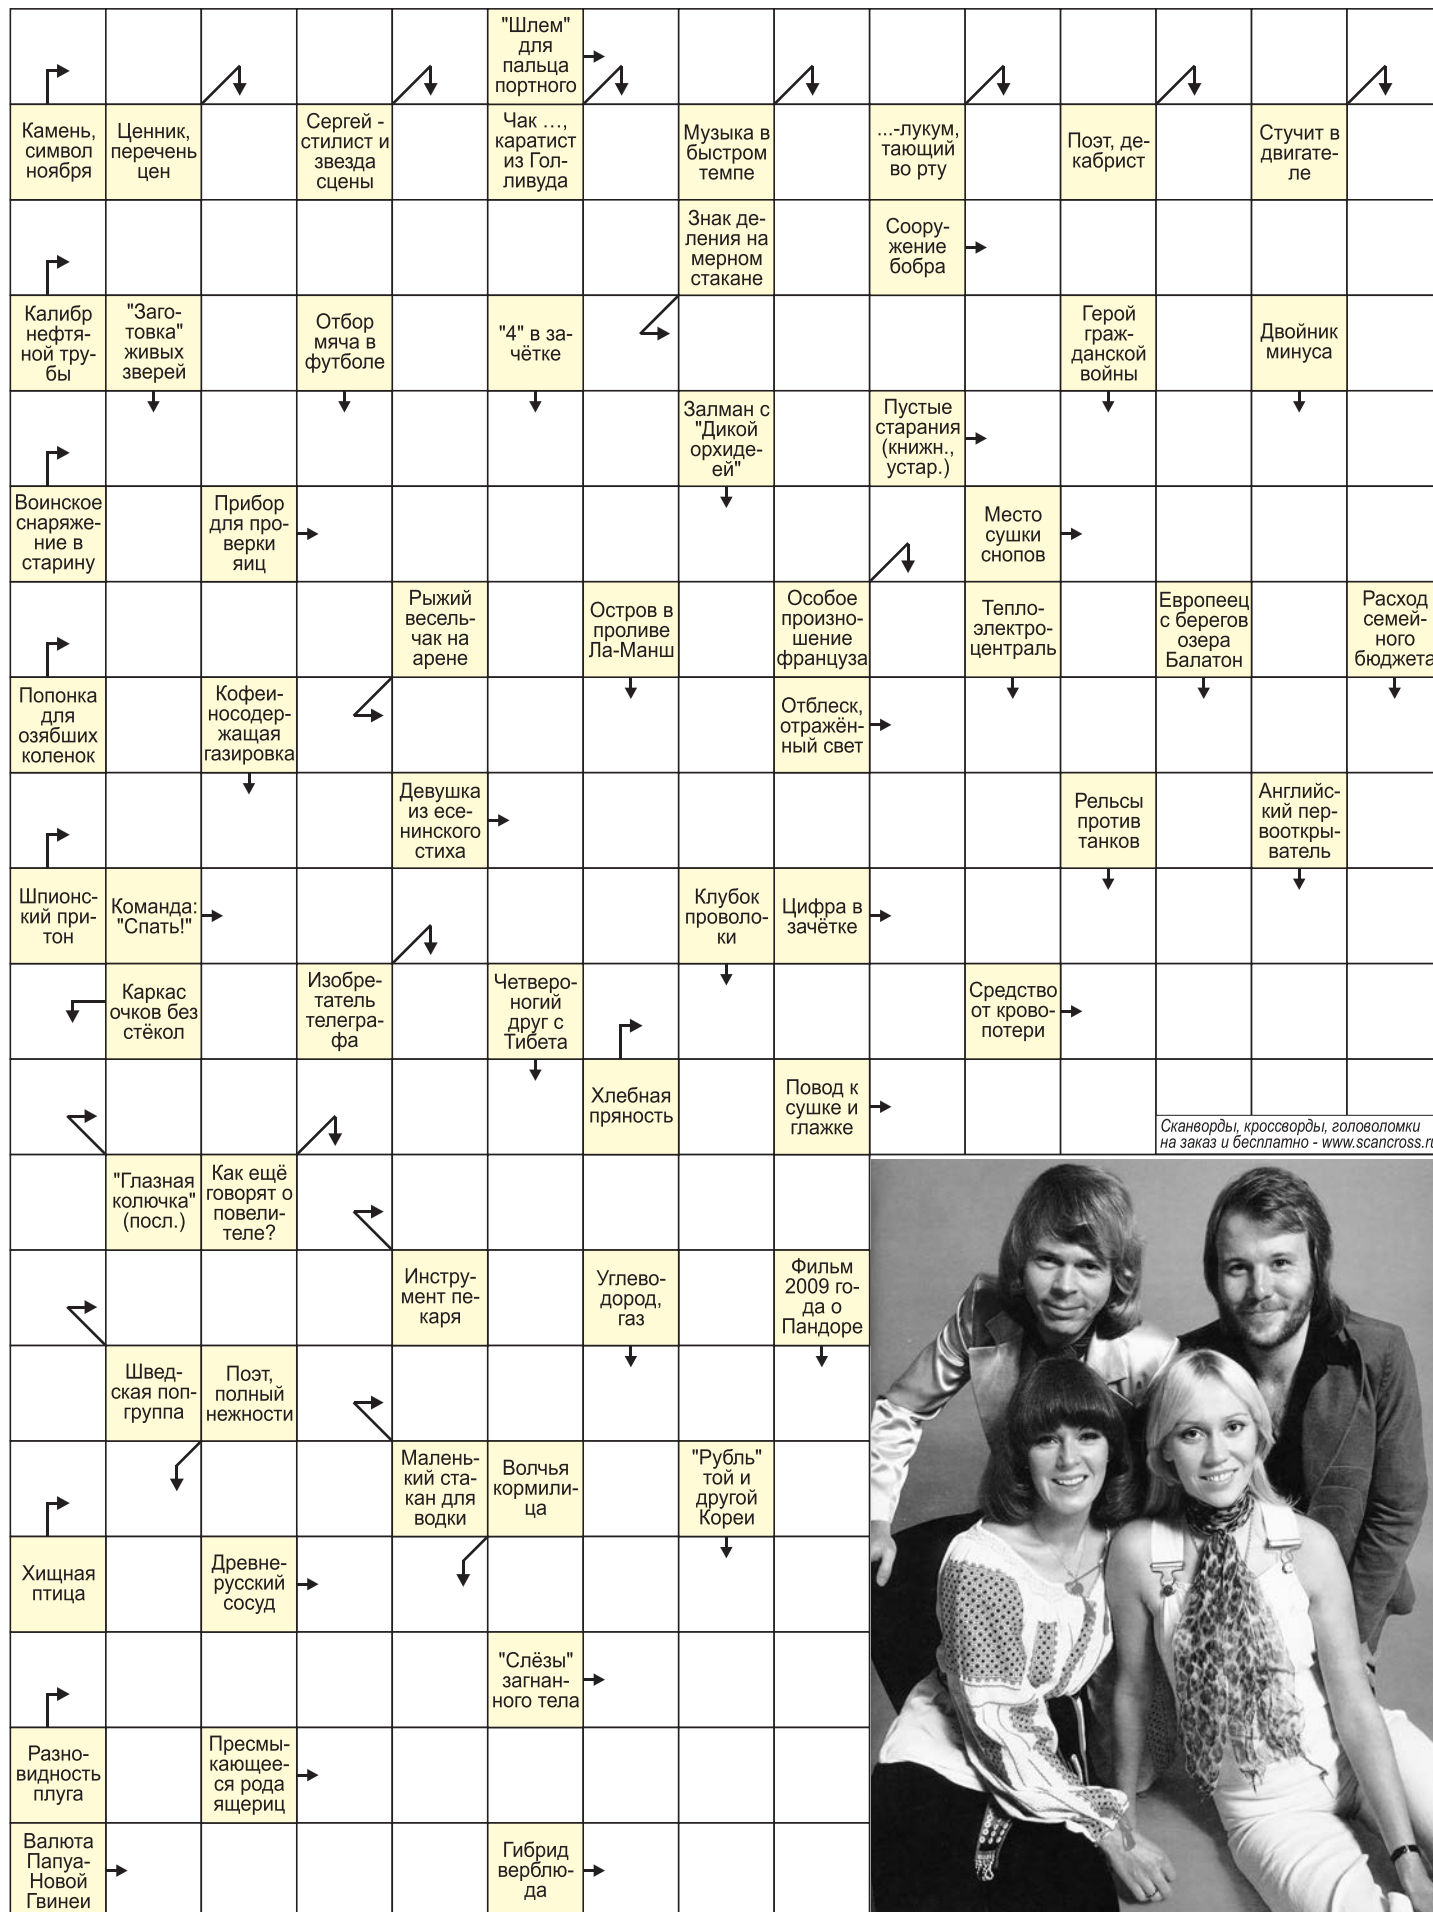 "Шлем"
для
пальца
портного
Камень,
символ
ноября
Ценник,
перечень
цен
Сергей -
стилист и
звезда
сцены
Чак ...,
каратист
из Гол-
ливуда
Музыка в
быстром
темпе
...-лукум,
тающий
во рту
Поэт, де-
кабрист
Стучит в
двигате-
ле
Знак де-
ления на
мерном
стакане
Соору-
жение
бобра
Калибр
нефтя-
ной тру-
бы
"Заго-
товка"
живых
зверей
Отбор
мяча в
футболе
"4" в за-
чётке
Герой
граж-
данской
войны
Двойник
минуса
Залман с
"Дикой
орхиде-
ей"
Пустые
старания
(книжн.,
устар.)
Воинское
снаряже-
ние в
старину
Прибор
для про-
верки
яиц
Место
сушки
снопов
Рыжий
весель-
чак на
арене
Остров в
проливе
Ла-Манш
Особое
произно-
шение
француза
Тепло-
электро-
централь
Европеец
с берегов
озера
Балатон
Расход
семей-
ного
бюджета
Попонка
для
озябших
коленок
Кофеи-
носодер-
жащая
газировка
Отблеск,
отражён-
ный свет
Девушка
из есе-
нинского
стиха
Рельсы
против
танков
Английс-
кий пер-
вооткры-
ватель
Шпионс-
кий при-
тон
Команда:
"Спать!"
Клубок
проволо-
ки
Цифра в
зачётке
Каркас
очков без
стёкол
Изобре-
татель
телегра-
фа
Четверо-
ногий
друг с
Тибета
Средство
от крово-
потери
Хлебная
пряность
Повод к
сушке и
глажке
Сканворды, кроссворды, головоломки
на заказ и бесплатно - www.scancross.ru
"Глазная
колючка"
(посл.)
Как ещё
говорят о
повели-
теле?
Инстру-
мент пе-
каря
Углево-
дород,
газ
Фильм
2009 го-
да о
Пандоре
Швед-
ская поп-
группа
Поэт,
полный
нежности
Малень-
кий ста-
кан для
водки
Волчья
кормили-
ца
"Рубль"
той и
другой
Кореи
Хищная
птица
Древне-
русский
сосуд
"Слёзы"
загнан-
ного тела
Разно-
видность
плуга
Пресмы-
кающее-
ся рода
ящериц
Валюта
Папуа-
Новой
Гвинеи
Гибрид
верблю-
да